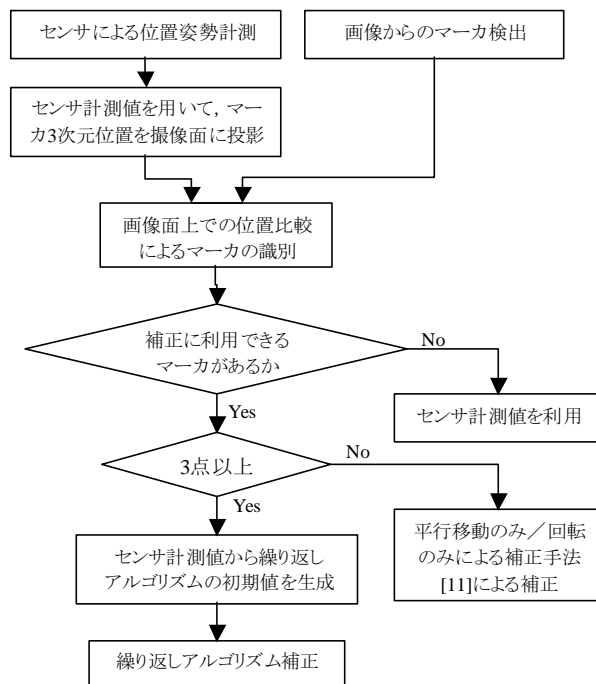 センサによる位置姿勢計測
画像からのマーカ検出
センサ計測値を用いて，マー
カ3次元位置を撮像面に投影
画像面上での位置比較
によるマーカの識別
補正に利用できる
マーカがあるか
No
Yes
センサ計測値を利用
3点以上
No
Yes
平行移動のみ／回転
のみによる補正手法
[11]による補正
センサ計測値から繰り返し
アルゴリズムの初期値を生成
繰り返しアルゴリズム補正